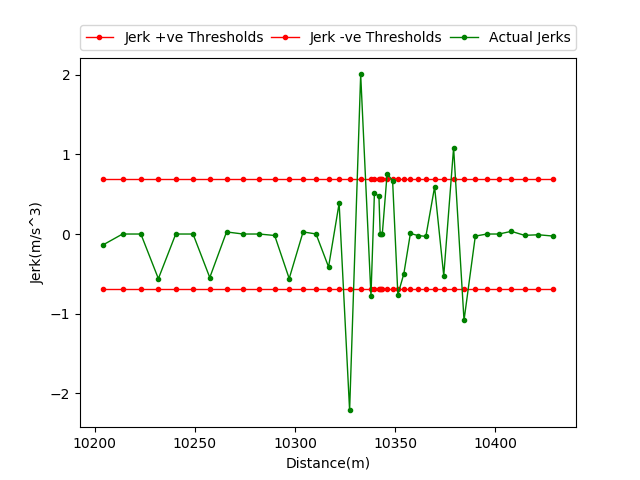 Jerk +ve Thresholds Jerk -ve Thresholds Actual Jerks
2
1
0
−1
−2
Jerk(m/s^3)
10200 10250 10300 10350 10400
Distance(m)